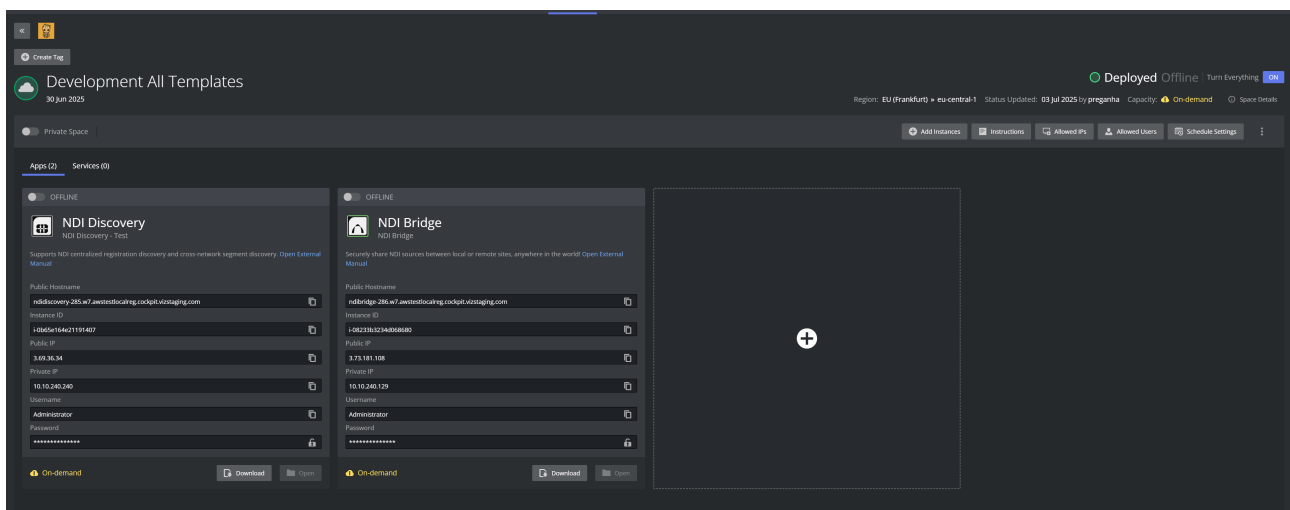 «
Create Tag
Development All Templates
30 Jun 2025
Deployed Offline Turn Everything ON
Region: EU (Frankfurt) » eu-central-1 Status Updated: 03 Jul 2025 by preganha Capacity: On-demand Space Details
Private Space
Add Instances Instructions Allowed IPs Allowed Users Schedule Settings
Apps (2) Services (0)
OFFLINE
NDI Discovery
NDI Discovery - Test
Supports NDI centralized registration discovery and cross-network segment discovery. Open External
Manual
Public Hostname
ndidiscovery-285.w7.awstestlocalreg.cockpit.vizstaging.com
Instance ID
i-0b65e164e21191407
Public IP
3.69.36.34
Private IP
10.10.240.240
Username
Administrator
Password
**************
On-demand Download Open
OFFLINE
NDI Bridge
NDI Bridge
Securely share NDI sources between local or remote sites, anywhere in the world! Open External
Manual
Public Hostname
ndibridge-286.w7.awstestlocalreg.cockpit.vizstaging.com
Instance ID
i-08233b3234d068680
Public IP
3.73.181.108
Private IP
10.10.240.129
Username
Administrator
Password
**************
On-demand Download Open